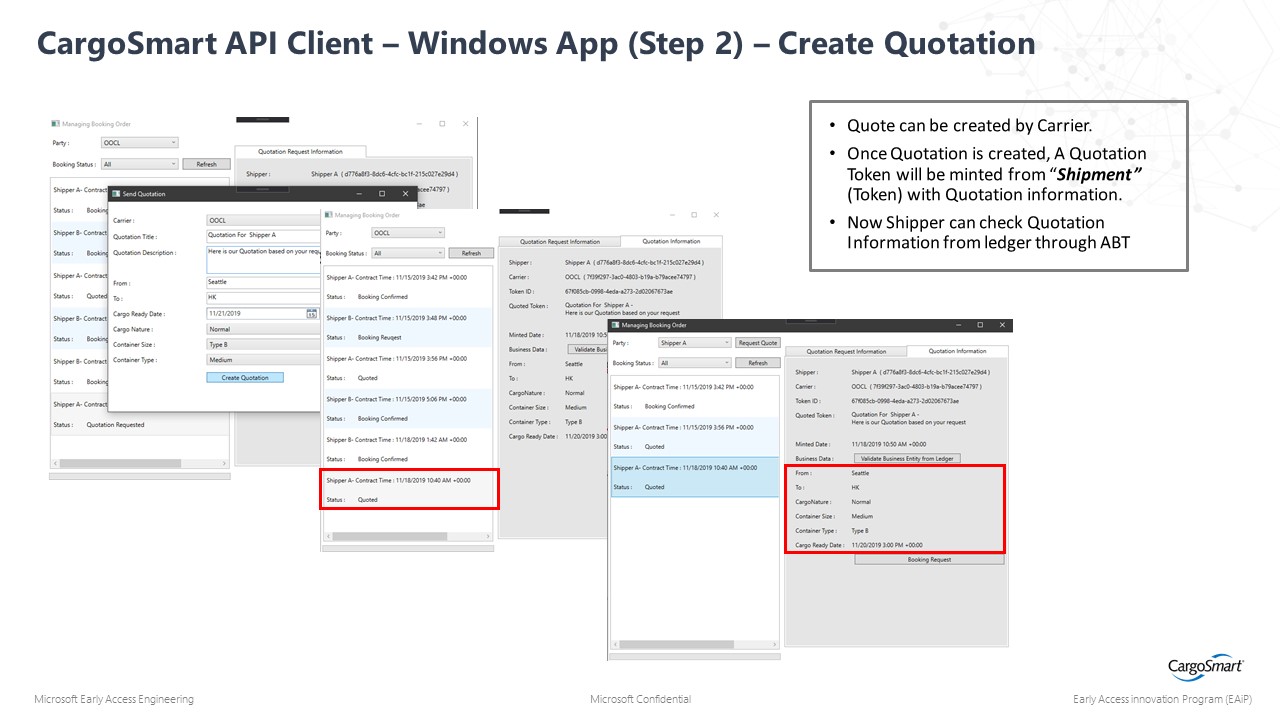 CargoSmart API Client – Windows App (Step 2) – Create Quotation
• Quote can be created by Carrier.
• Once Quotation is created, A Quotation
Token will be minted from “Shipment”
(Token) with Quotation information.
• Now Shipper can check Quotation
Information from ledger through ABT
Managing Booking Order
Party : OOCL
Booking Status : All Refresh
Quotation Request Information
Shipper : Shipper A ( d776a8f3-8dc6-4cfc-bc1f-215c027e29d4 )
acee74797 )
Shipper A- Contract
Status : Booking
Shipper B- Contract
Status : Booking
Shipper A- Contract
Status : Quoted
Shipper B- Contract
Status : Booking
Shipper B- Contract
Status : Booking
Shipper A- Contract
Status : Quotation Requested
Send Quotation
Carrier : OOCL
Quotation Title : Quotation For Shipper A
Quotation Description : Here is our Quotation based on your req
From : Seattle
To : HK
Cargo Ready Date : 11/21/2019 15
Cargo Nature : Normal
Container Size : Type B
Container Type : Medium
Create Quotation
Managing Booking Order
Party : OOCL
Booking Status : All Refresh
Shipper A- Contract Time : 11/15/2019 3:42 PM +00:00
Status : Booking Confirmed
Shipper B- Contract Time : 11/15/2019 3:48 PM +00:00
Status : Booking Reuqest
Shipper A- Contract Time : 11/15/2019 3:56 PM +00:00
Status : Quoted
Shipper B- Contract Time : 11/15/2019 5:06 PM +00:00
Status : Booking Confirmed
Shipper B- Contract Time : 11/18/2019 1:42 AM +00:00
Status : Booking Confirmed
Shipper A- Contract Time : 11/18/2019 10:40 AM +00:00
Status : Quoted
Quotation Request Information Quotation Information
Shipper : Shipper A ( d776a8f3-8dc6-4cfc-bc1f-215c027e29d4 )
Carrier : OOCL ( 7f39f297-3ac0-4803-b19a-b79acee74797 )
Token ID : 67f085cb-0998-4eda-a273-2d02067673ae
Quoted Token : Quotation For Shipper A -
Here is our Quotation based on your request
Minted Date : 11/18/2019 10:5
Business Data : Validate Busi
From : Seattle
To : HK
CargoNature : Normal
Container Size : Medium
Container Type : Type B
Cargo Ready Date : 11/20/2019 3:00
Managing Booking Order
Party : Shipper A Request Quote
Booking Status : All Refresh
Shipper A- Contract Time : 11/15/2019 3:42 PM +00:00
Status : Booking Confirmed
Shipper A- Contract Time : 11/15/2019 3:56 PM +00:00
Status : Quoted
Shipper A- Contract Time : 11/18/2019 10:40 AM +00:00
Status : Quoted
Quotation Request Information Quotation Information
Shipper : Shipper A ( d776a8f3-8dc6-4cfc-bc1f-215c027e29d4 )
Carrier : OOCL ( 7f39f297-3ac0-4803-b19a-b79acee74797 )
Token ID : 67f085cb-0998-4eda-a273-2d02067673ae
Quoted Token : Quotation For Shipper A -
Here is our Quotation based on your request
Minted Date : 11/18/2019 10:50 AM +00:00
Business Data : Validate Business Entity from Ledger
From : Seattle
To : HK
CargoNature : Normal
Container Size : Medium
Container Type : Type B
Cargo Ready Date : 11/20/2019 3:00 PM +00:00
Booking Request
CargoSmart
Microsoft Early Access Engineering
Microsoft Confidential
Early Access innovation Program (EAiP)